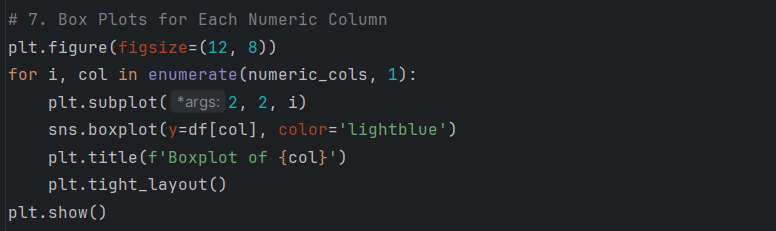 # 7. Box Plots for Each Numeric Column
plt.figure(figsize=(12, 8))
for i, col in enumerate(numeric_cols, 1):
    plt.subplot( *args: 2, 2, i)
    sns.boxplot(y=df[col], color='lightblue')
    plt.title(f'Boxplot of {col}')
    plt.tight_layout()
plt.show()